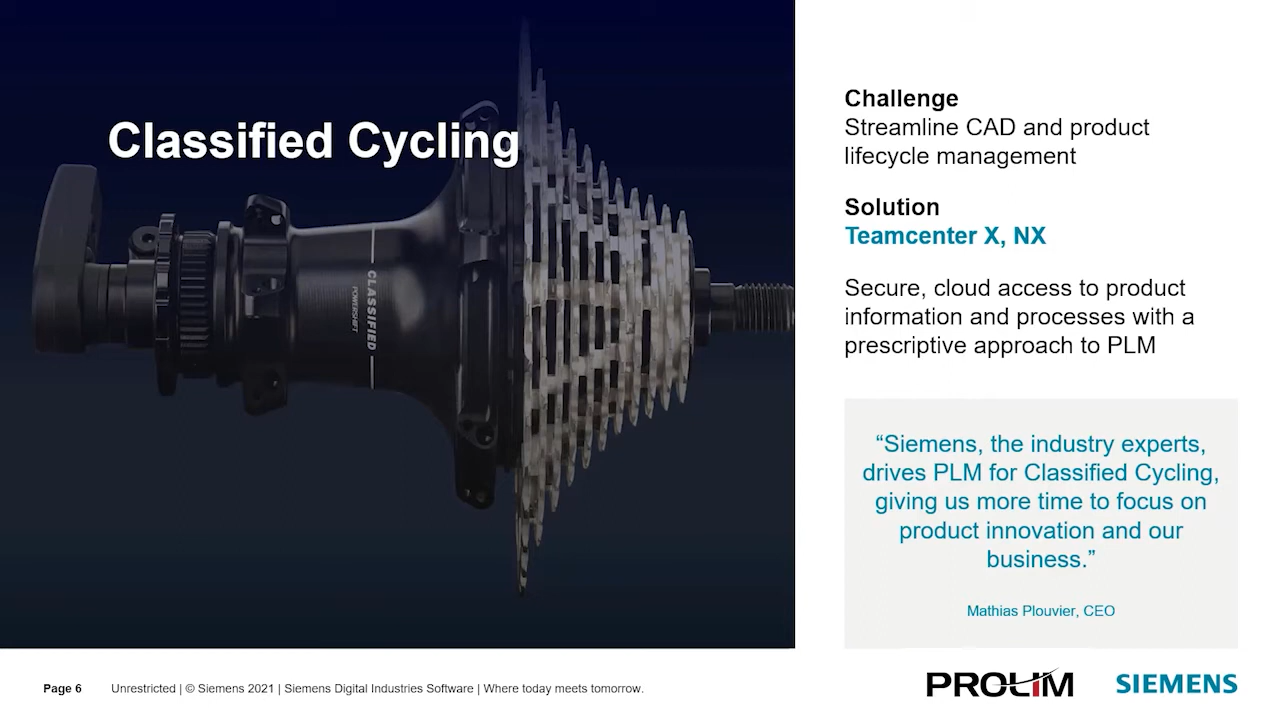 Classified Cycling
CLASSIFIED
POWERSHIFT
Challenge
Streamline CAD and product
lifecycle management
Solution
Teamcenter X, NX
Secure, cloud access to product
information and processes with a
prescriptive approach to PLM
“Siemens, the industry experts,
drives PLM for Classified Cycling,
giving us more time to focus on
product innovation and our
business.”
Mathias Plouvier, CEO
Page 6 Unrestricted | © Siemens 2021 | Siemens Digital Industries Software | Where today meets tomorrow.
PROLIM SIEMENS